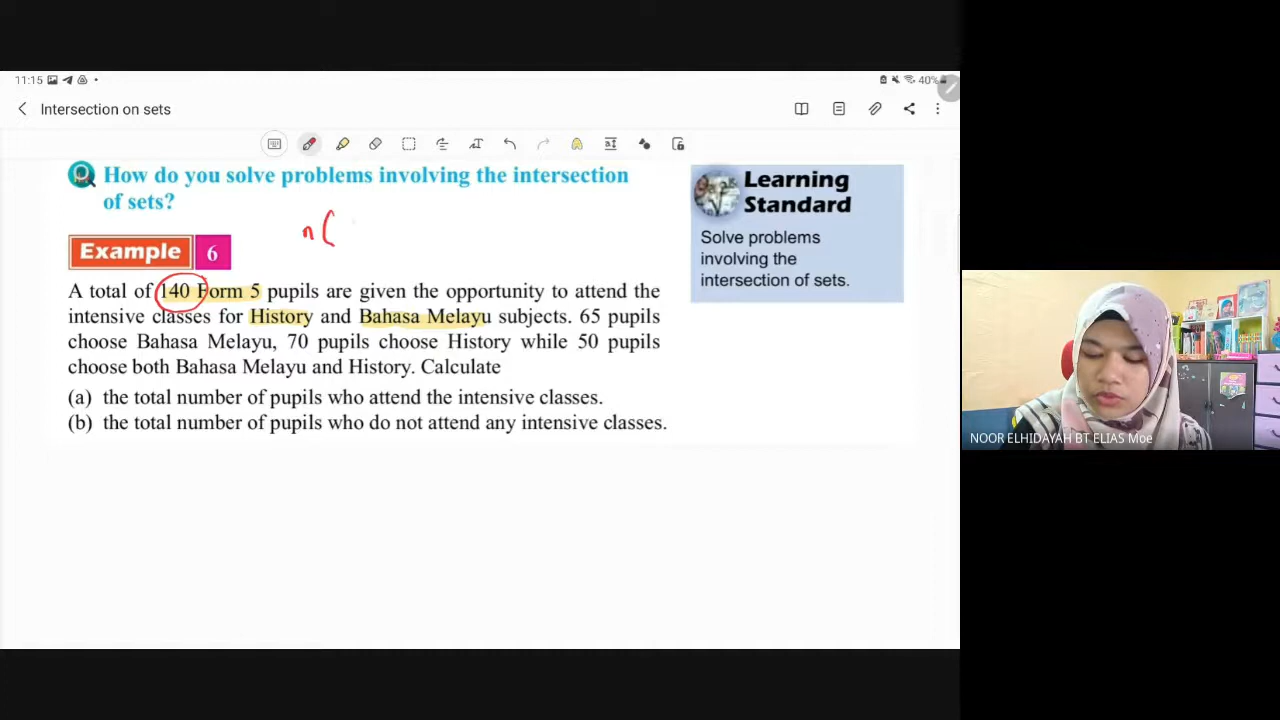 11:15 40%
Intersection on sets
How do you solve problems involving the intersection
of sets?
n(
Example 6
A total of 140 Form 5 pupils are given the opportunity to attend the
intensive classes for History and Bahasa Melayu subjects. 65 pupils
choose Bahasa Melayu, 70 pupils choose History while 50 pupils
choose both Bahasa Melayu and History. Calculate
(a) the total number of pupils who attend the intensive classes.
(b) the total number of pupils who do not attend any intensive classes.
Learning
Standard
Solve problems
involving the
intersection of sets.
NOOR ELHIDAYAH BT ELIAS Moe